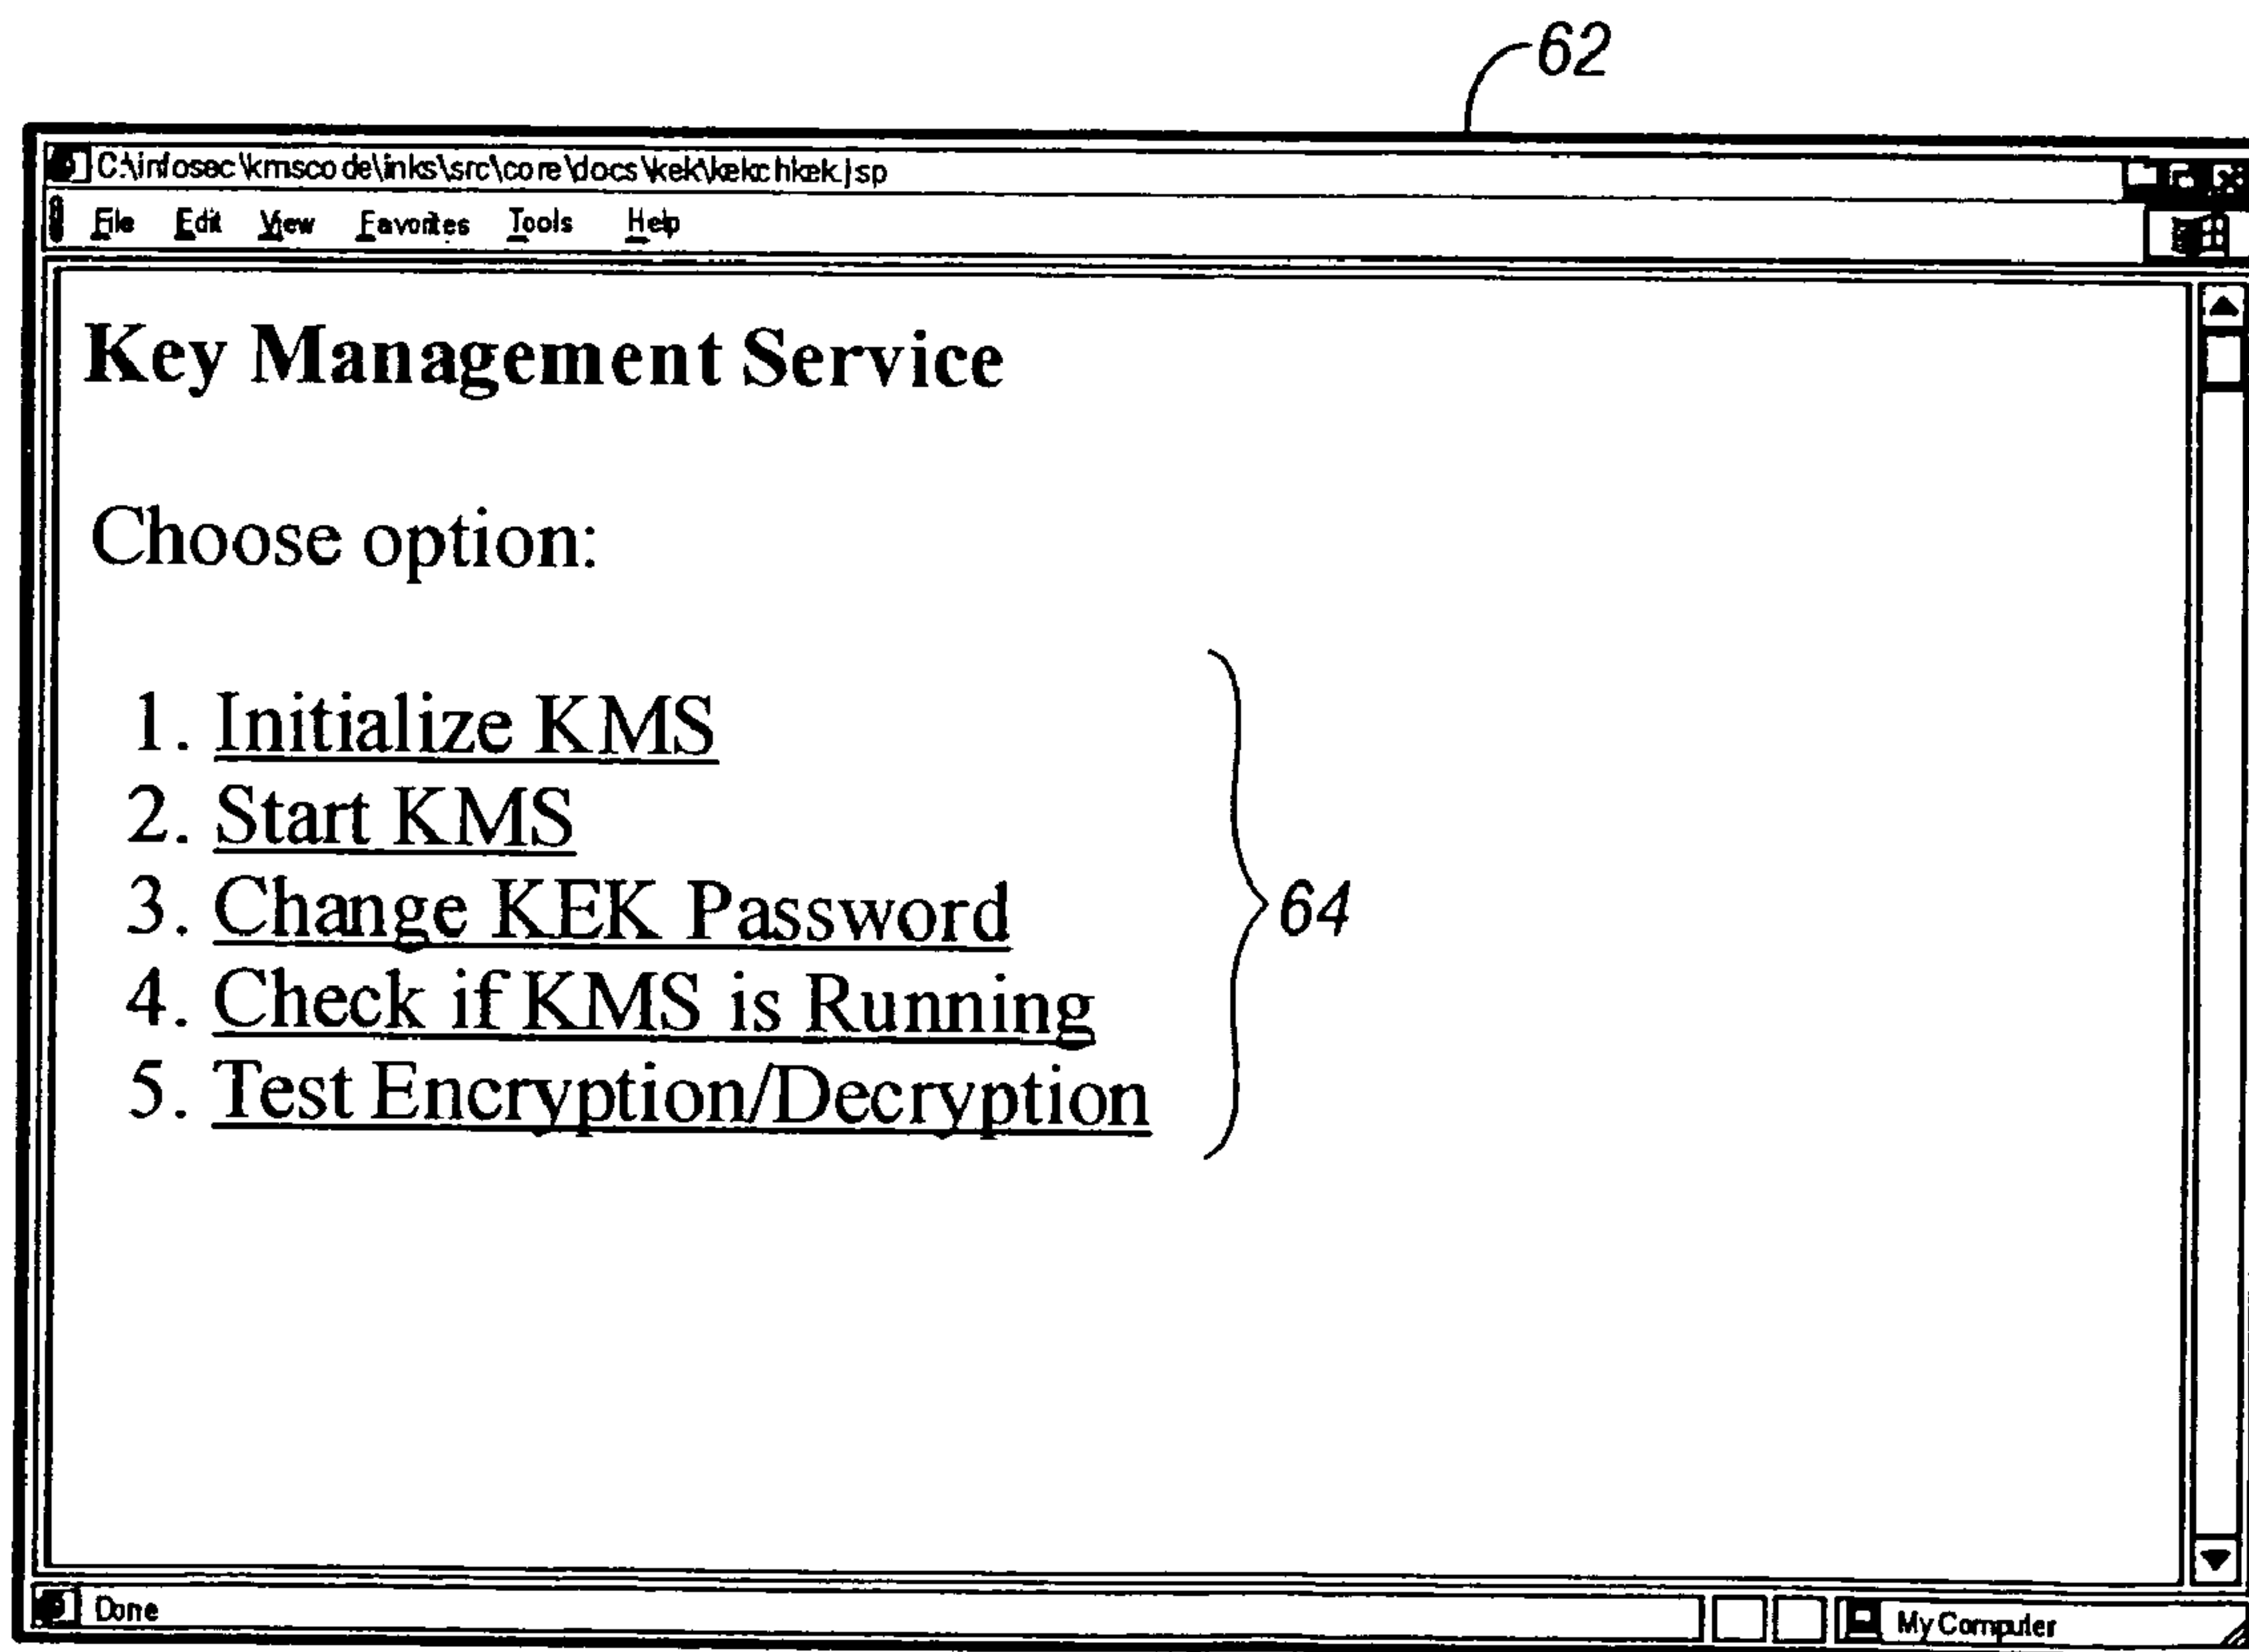 62
C:\infosec\kmscode\inks\src\core\docs\kek\kekchkek.jsp
File Edit View Favorites Tools Help
Key Management Service
Choose option:
1. Initialize KMS
2. Start KMS
3. Change KEK Password
4. Check if KMS is Running
5. Test Encryption/Decryption
64
Done
My Computer